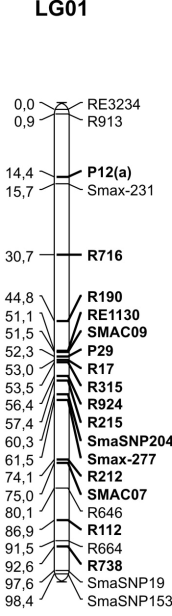 LG01
0,0 RE3234
0,9 R913
14,4 P12(a)
15,7 Smax-231
30,7 R716
44,8 R190
51,1 RE1130
51,5 SMAC09
52,3 P29
53,0 R17
53,5 R315
56,4 R924
57,4 R215
60,3 SmaSNP204
61,5 Smax-277
74,1 R212
75,0 SMAC07
80,1 R646
86,9 R112
91,5 R664
92,6 R738
97,6 SmaSNP19
98,4 SmaSNP153